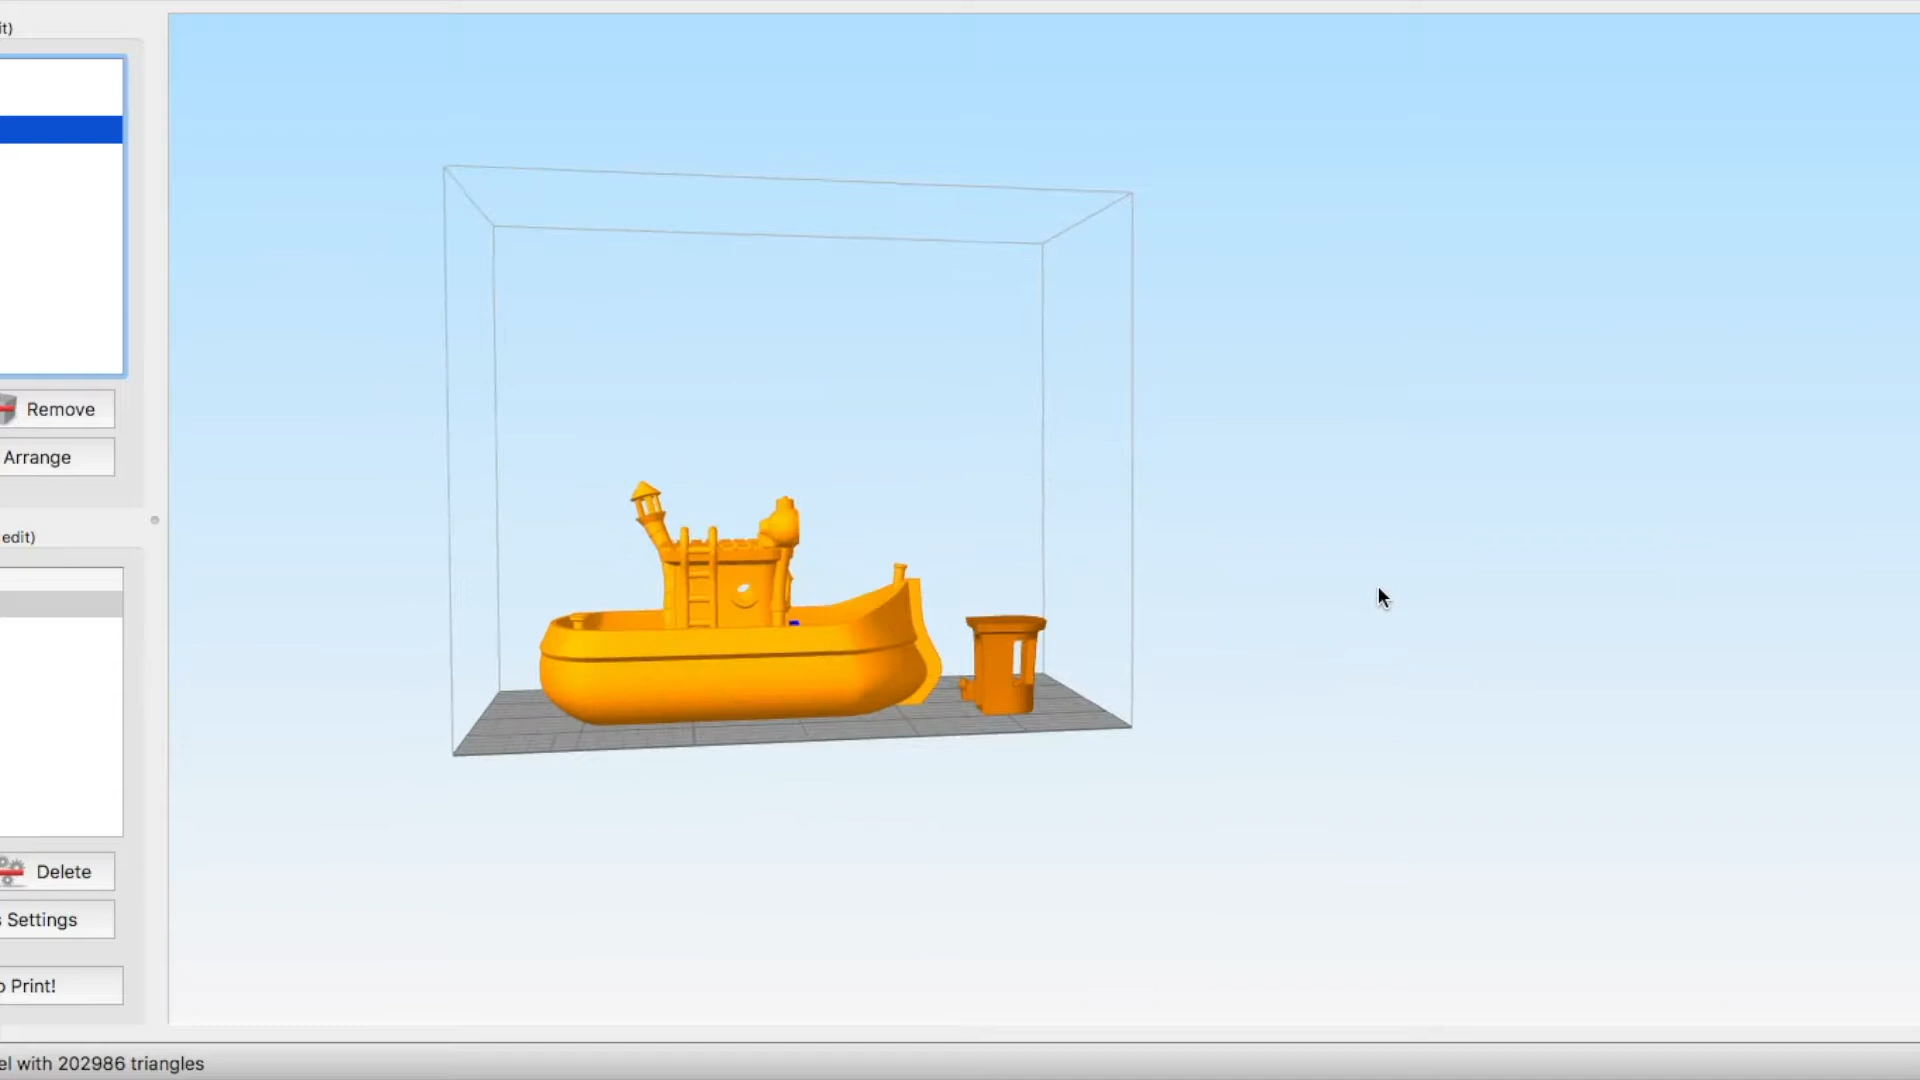 it)
Remove
Arrange
edit)
Delete
s Settings
o Print!
el with 202986 triangles